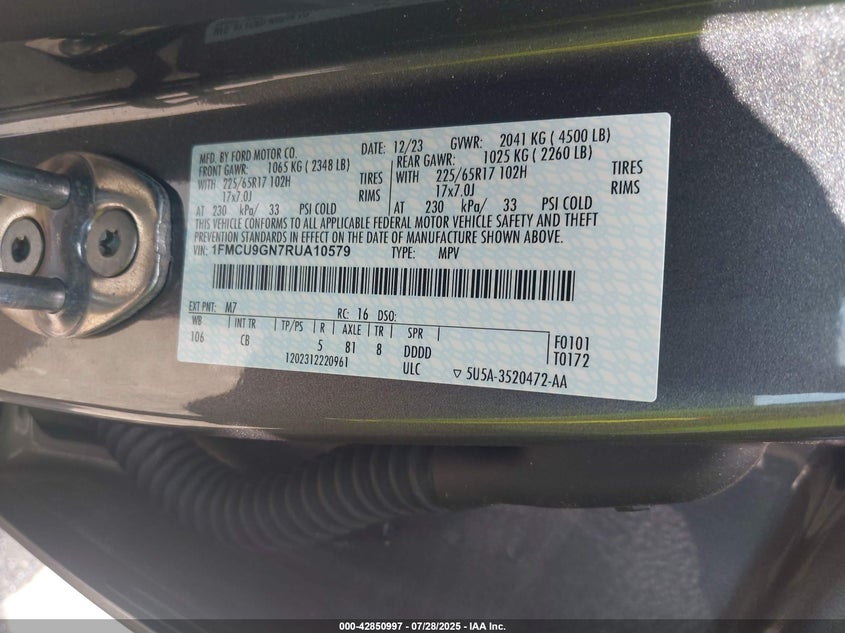 MFD. BY FORD MOTOR CO.
DATE: 12/23 GVWR: 2041 KG ( 4500 LB)
FRONT GAWR: 1065 KG ( 2348 LB)
REAR GAWR: 1025 KG ( 2260 LB)
WITH 225/65R17 102H TIRES
WITH 225/65R17 102H TIRES
17x7.0J RIMS
17x7.0J RIMS
AT 230 kPa/ 33 PSI COLD
AT 230 kPa/ 33 PSI COLD
THIS VEHICLE CONFORMS TO ALL APPLICABLE FEDERAL MOTOR VEHICLE SAFETY AND THEFT
PREVENTION STANDARDS IN EFFECT ON THE DATE OF MANUFACTURE SHOWN ABOVE.
VIN: 1FMCU9GN7RUA10579 TYPE: MPV
EXT PNT: M7 RC: 16 DSO:
WB INT TR TP/PS R AXLE TR SPR
106 CB 5 81 8 DDDD
1202312220961 ULC
F0101
T0172
▽ 5U5A-3520472-AA
000-42850997 | 07/28/2025 - IAA Inc.